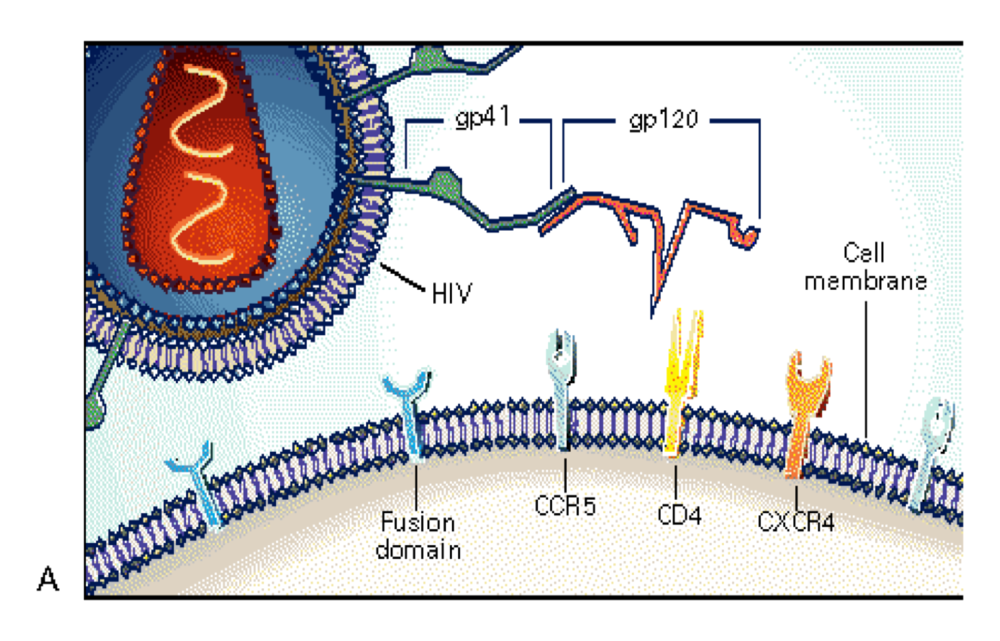 gp41
gp120
Cell
membrane
HIV
CCR5
CD4
CXCR4
Fusion
domain
A